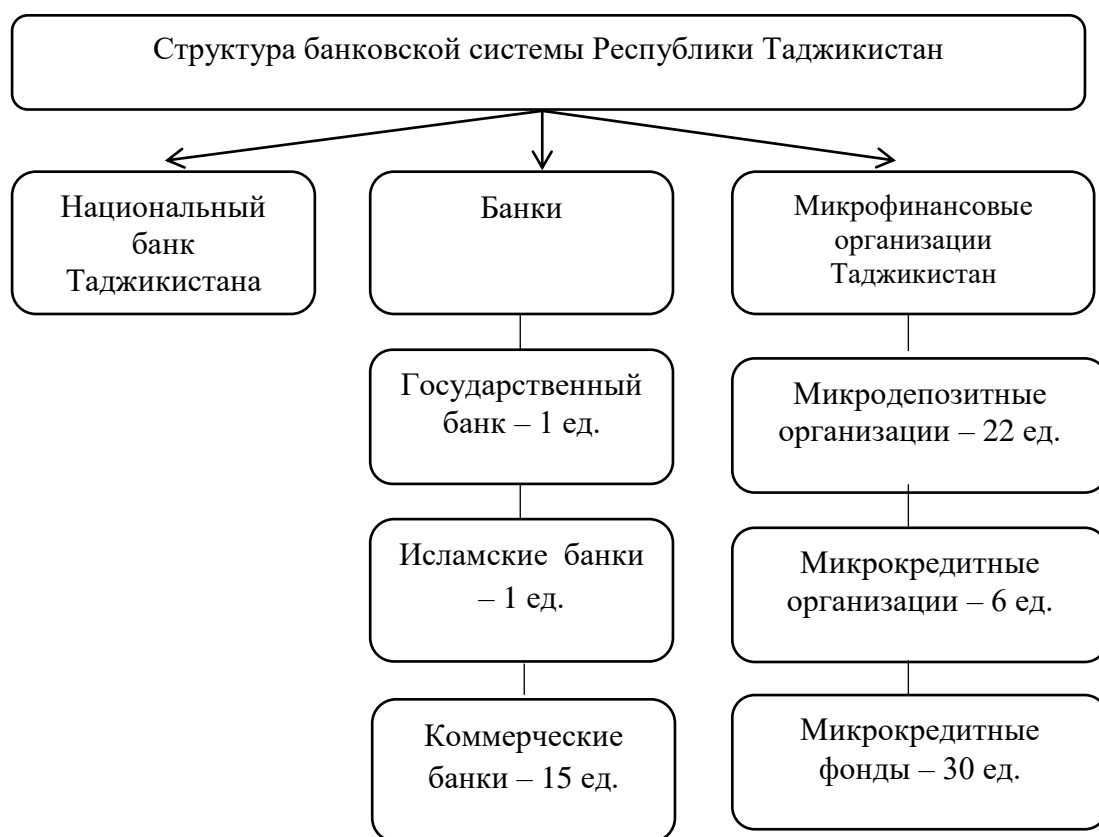 Структура банковской системы Республики Таджикистан
Национальный
банк
Таджикистана
Банки
Государственный
банк – 1 ед.
Исламские банки
– 1 ед.
Коммерческие
банки – 15 ед.
Микрофинансовые
организации
Таджикистан
Микродепозитные
организации – 22 ед.
Микрокредитные
организации – 6 ед.
Микрокредитные
фонды – 30 ед.